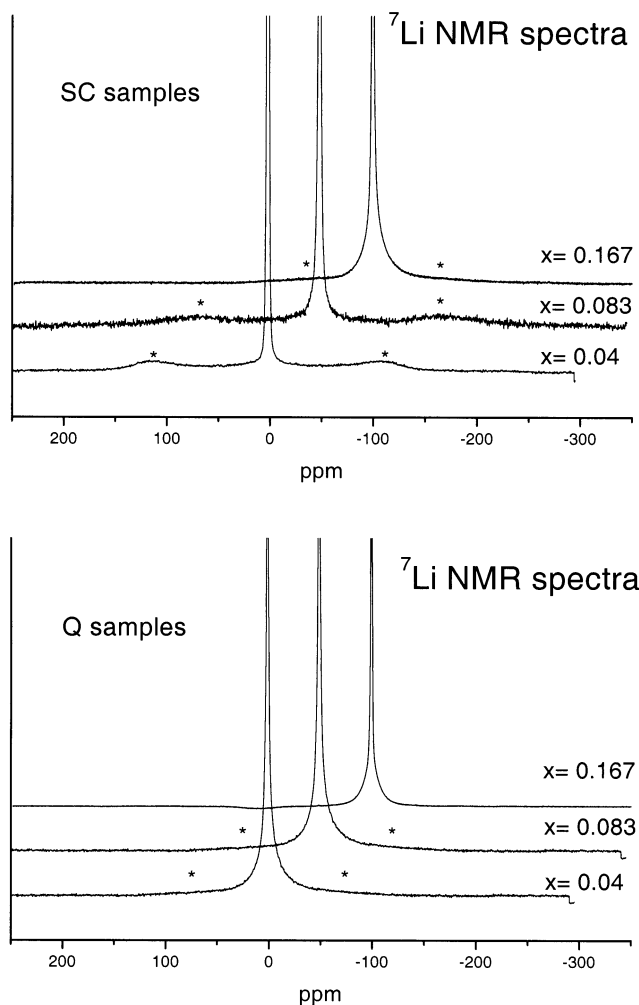 ⁷Li NMR spectra
SC samples
* * x= 0.167
* * x= 0.083
* * x= 0.04
200 100 0 -100 -200 -300
ppm
⁷Li NMR spectra
Q samples
x= 0.167
* * x= 0.083
* * x= 0.04
200 100 0 -100 -200 -300
ppm